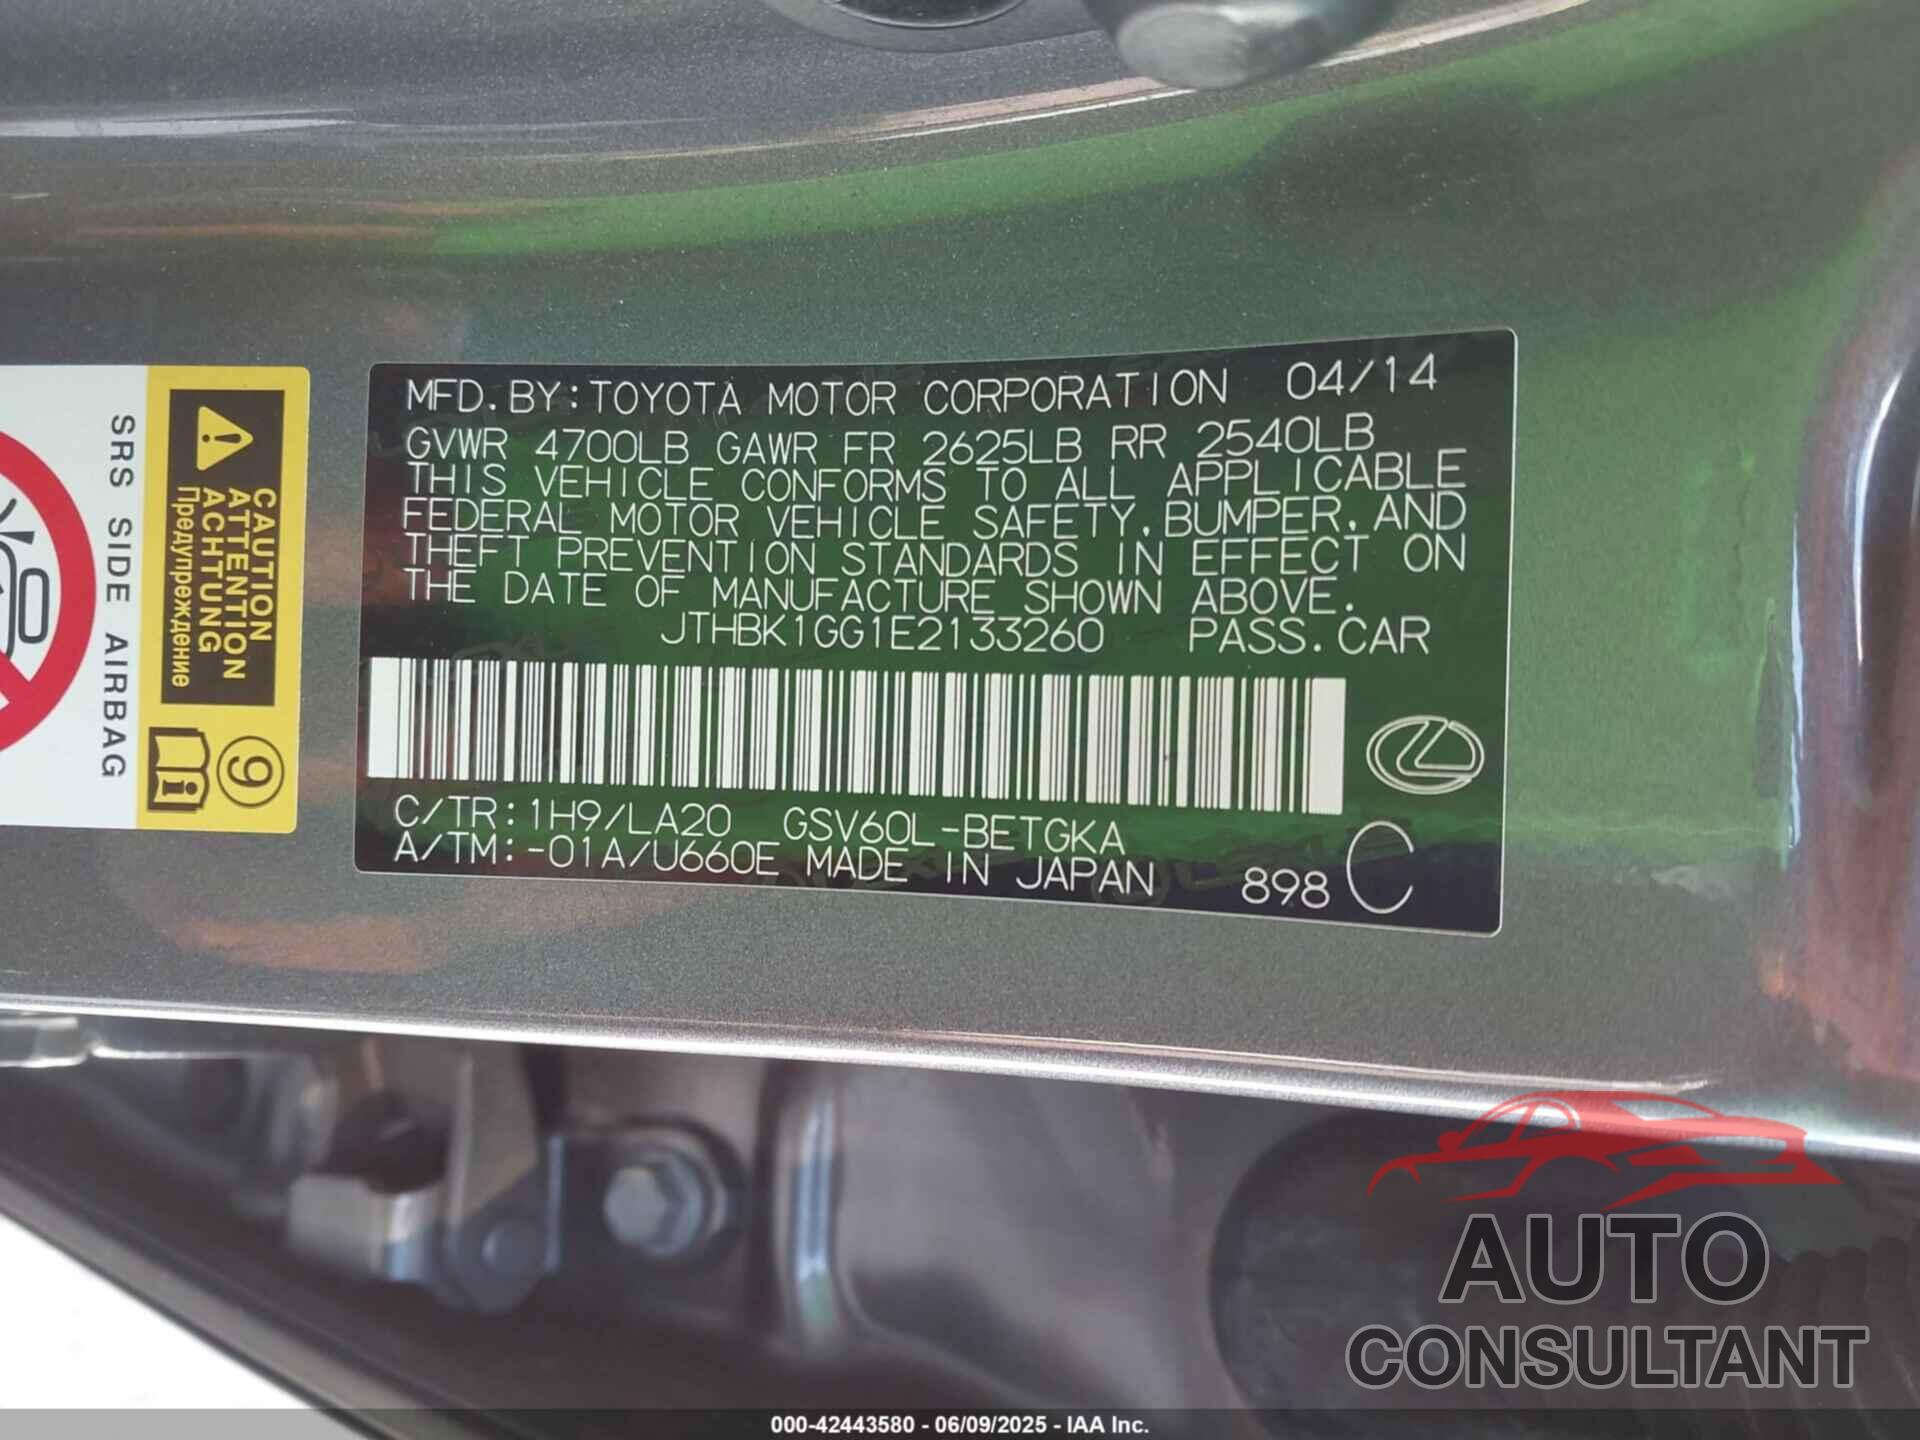 MFD.BY:TOYOTA MOTOR CORPORATION 04/14
GVWR 4700LB GAWR FR 2625LB RR 2540LB
THIS VEHICLE CONFORMS TO ALL APPLICABLE
FEDERAL MOTOR VEHICLE SAFETY,BUMPER,AND
THEFT PREVENTION STANDARDS IN EFFECT ON
THE DATE OF MANUFACTURE SHOWN ABOVE.
JTHBK1GG1E2133260 PASS.CAR
C/TR:1H9/LA20 GSV60L-BETGKA
A/TM:-01A/U660E MADE IN JAPAN 898 C
CAUTION
ATTENTION
ACHTUNG
Предупреждение
SRS SIDE AIRBAG
9
i
AUTO
CONSULTANT
000-42443580 - 06/09/2025 - IAA Inc.